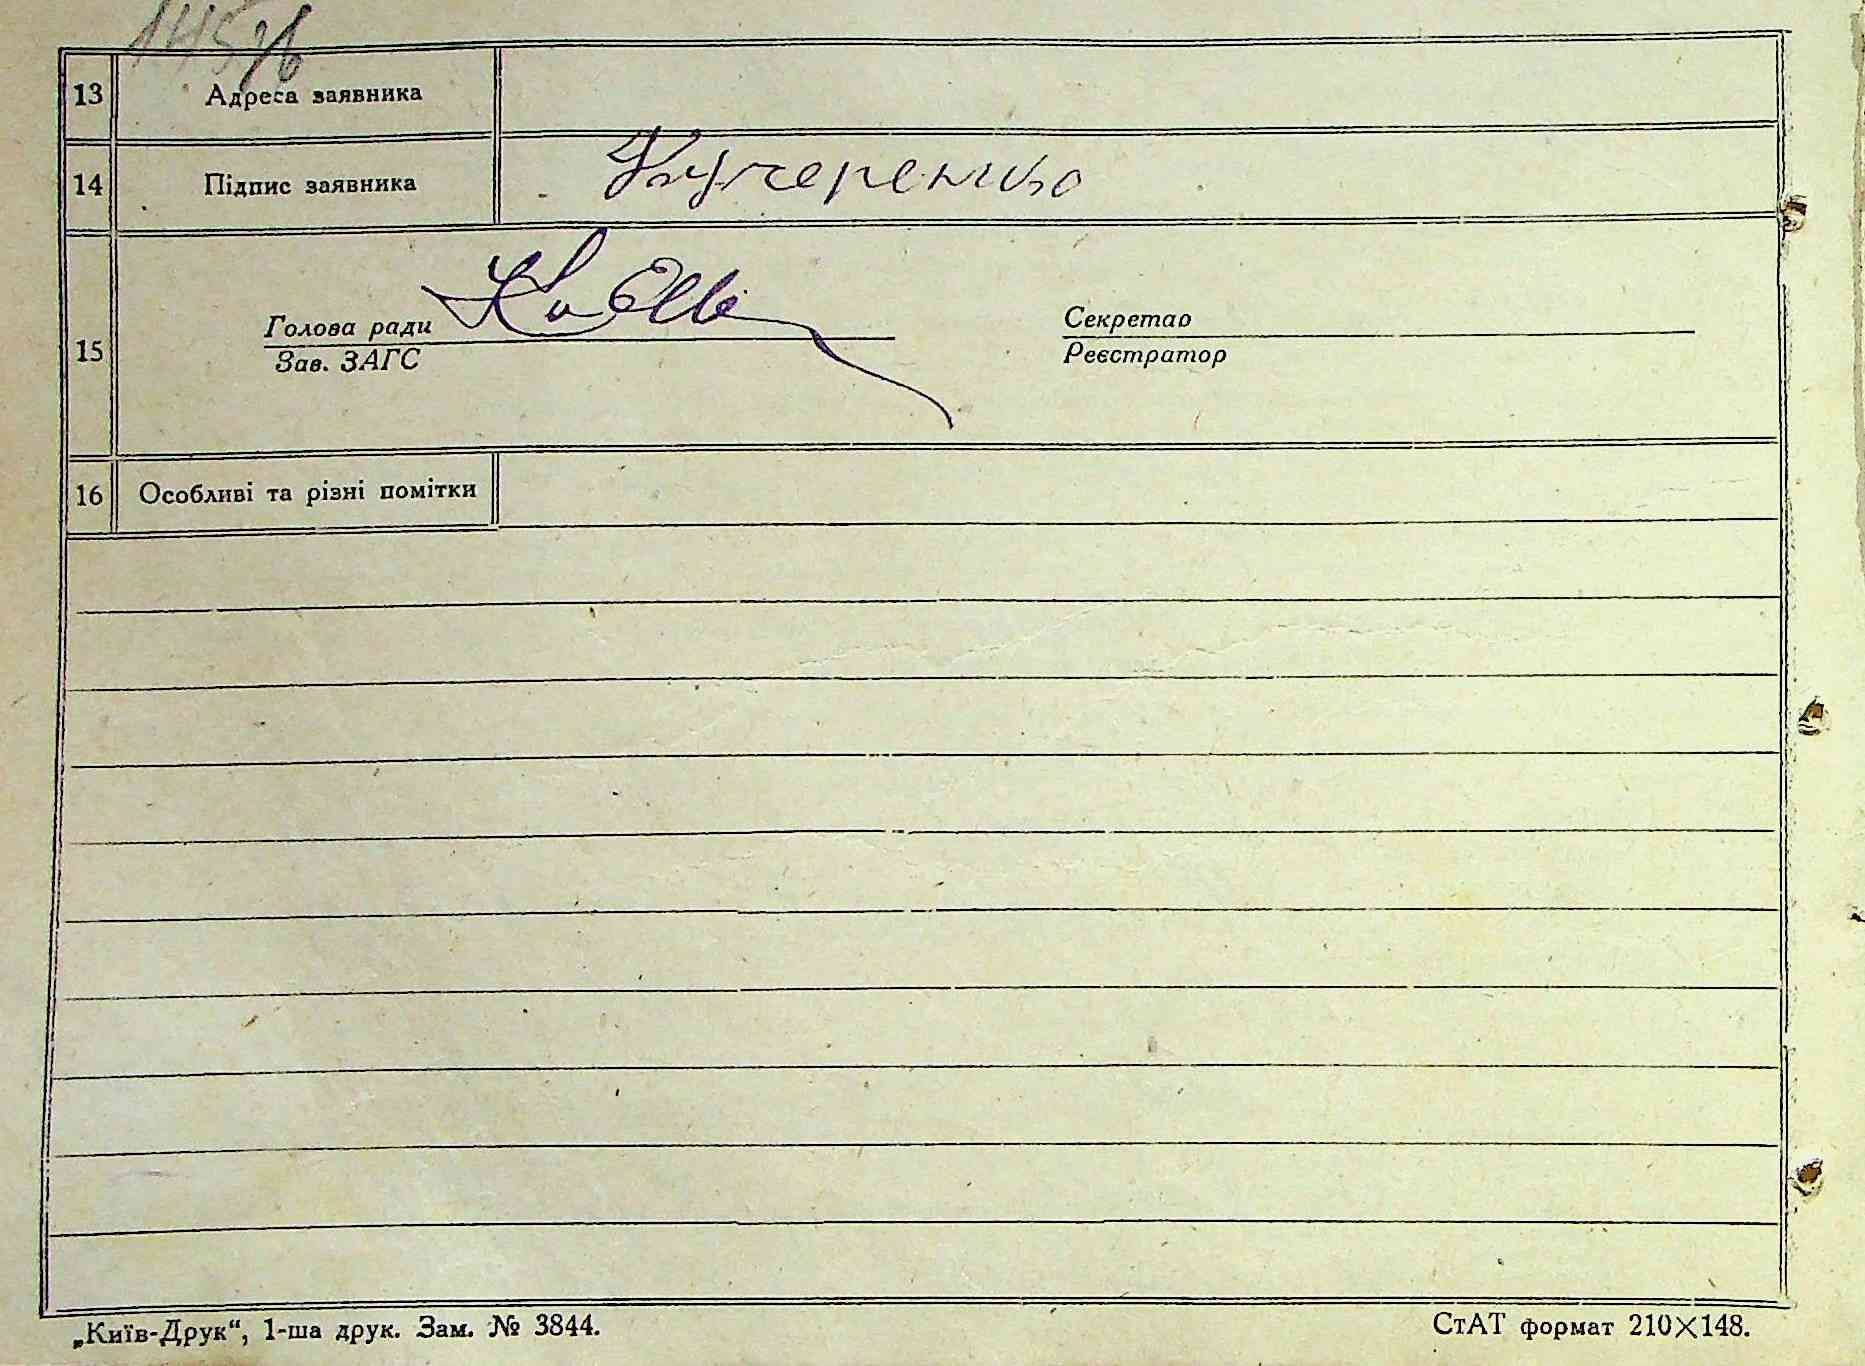 145зв
13 Адреса заявника
14 Підпис заявника Кучеренко
Голова ради Секретар
15
Зав. ЗАГС Реєстратор
16 Особливі та різні помітки
„Київ-Друк“, 1-ша друк. Зам. № 3844. СтАТ формат 210×148.